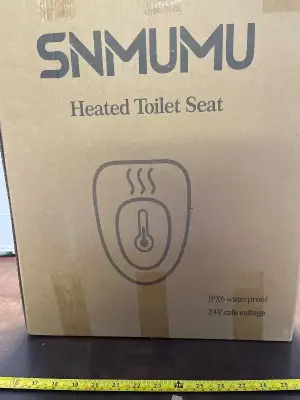 SNMUMU
Heated Toilet Seat
IPX6 waterproof
24V safe voltage